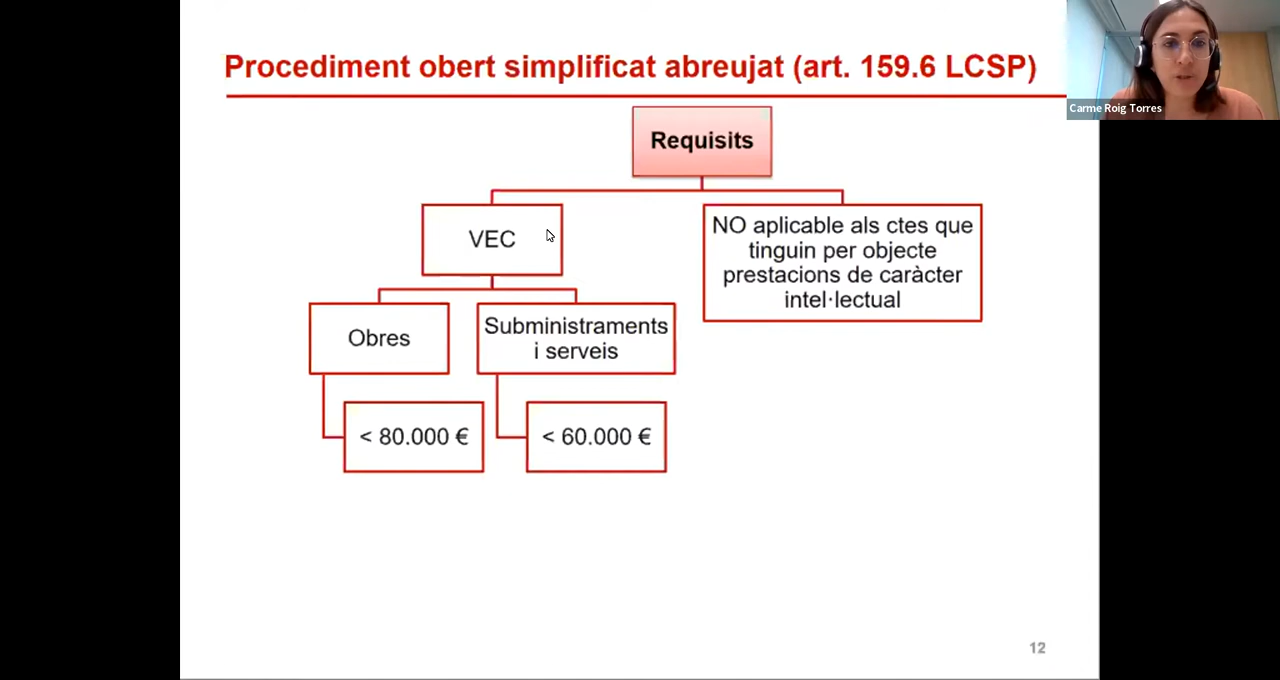 Procediment obert simplificat abreujat (art. 159.6 LCSP)
Carme Roig Torres
Requisits
VEC
NO aplicable als ctes que
tinguin per objecte
prestacions de caràcter
intel·lectual
Obres
Subministraments
i serveis
< 80.000 €
< 60.000 €
12